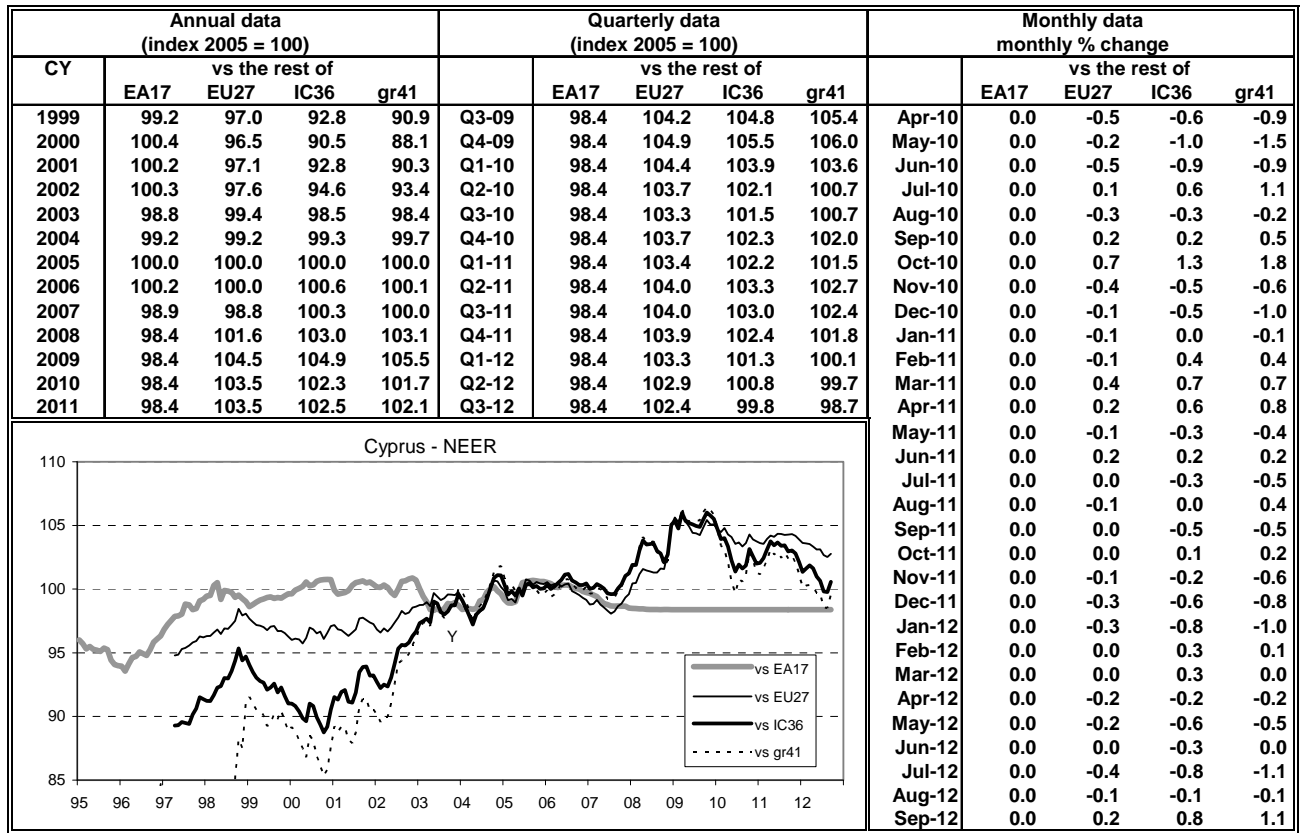 Annual data
(index 2005 = 100)
CY vs the rest of
EA17 EU27 IC36 gr41
1999 99.2 97.0 92.8 90.9
2000 100.4 96.5 90.5 88.1
2001 100.2 97.1 92.8 90.3
2002 100.3 97.6 94.6 93.4
2003 98.8 99.4 98.5 98.4
2004 99.2 99.2 99.3 99.7
2005 100.0 100.0 100.0 100.0
2006 100.2 100.0 100.6 100.1
2007 98.9 98.8 100.3 100.0
2008 98.4 101.6 103.0 103.1
2009 98.4 104.5 104.9 105.5
2010 98.4 103.5 102.3 101.7
2011 98.4 103.5 102.5 102.1
Quarterly data
(index 2005 = 100)
vs the rest of
EA17 EU27 IC36 gr41
Q3-09 98.4 104.2 104.8 105.4
Q4-09 98.4 104.9 105.5 106.0
Q1-10 98.4 104.4 103.9 103.6
Q2-10 98.4 103.7 102.1 100.7
Q3-10 98.4 103.3 101.5 100.7
Q4-10 98.4 103.7 102.3 102.0
Q1-11 98.4 103.4 102.2 101.5
Q2-11 98.4 104.0 103.3 102.7
Q3-11 98.4 104.0 103.0 102.4
Q4-11 98.4 103.9 102.4 101.8
Q1-12 98.4 103.3 101.3 100.1
Q2-12 98.4 102.9 100.8 99.7
Q3-12 98.4 102.4 99.8 98.7
Monthly data
monthly % change
vs the rest of
EA17 EU27 IC36 gr41
Apr-10 0.0 -0.5 -0.6 -0.9
May-10 0.0 -0.2 -1.0 -1.5
Jun-10 0.0 -0.5 -0.9 -0.9
Jul-10 0.0 0.1 0.6 1.1
Aug-10 0.0 -0.3 -0.3 -0.2
Sep-10 0.0 0.2 0.2 0.5
Oct-10 0.0 0.7 1.3 1.8
Nov-10 0.0 -0.4 -0.5 -0.6
Dec-10 0.0 -0.1 -0.5 -1.0
Jan-11 0.0 -0.1 0.0 -0.1
Feb-11 0.0 -0.1 0.4 0.4
Mar-11 0.0 0.4 0.7 0.7
Apr-11 0.0 0.2 0.6 0.8
May-11 0.0 -0.1 -0.3 -0.4
Jun-11 0.0 0.2 0.2 0.2
Jul-11 0.0 0.0 -0.3 -0.5
Aug-11 0.0 -0.1 0.0 0.4
Sep-11 0.0 0.0 -0.5 -0.5
Oct-11 0.0 0.0 0.1 0.2
Nov-11 0.0 -0.1 -0.2 -0.6
Dec-11 0.0 -0.3 -0.6 -0.8
Jan-12 0.0 -0.3 -0.8 -1.0
Feb-12 0.0 0.0 0.3 0.1
Mar-12 0.0 0.0 0.3 0.0
Apr-12 0.0 -0.2 -0.2 -0.2
May-12 0.0 -0.2 -0.6 -0.5
Jun-12 0.0 0.0 -0.3 0.0
Jul-12 0.0 -0.4 -0.8 -1.1
Aug-12 0.0 -0.1 -0.1 -0.1
Sep-12 0.0 0.2 0.8 1.1
Cyprus - NEER
110
105
100
95
90
85
Y
vs EA17
vs EU27
vs IC36
vs gr41
95 96 97 98 99 00 01 02 03 04 05 06 07 08 09 10 11 12